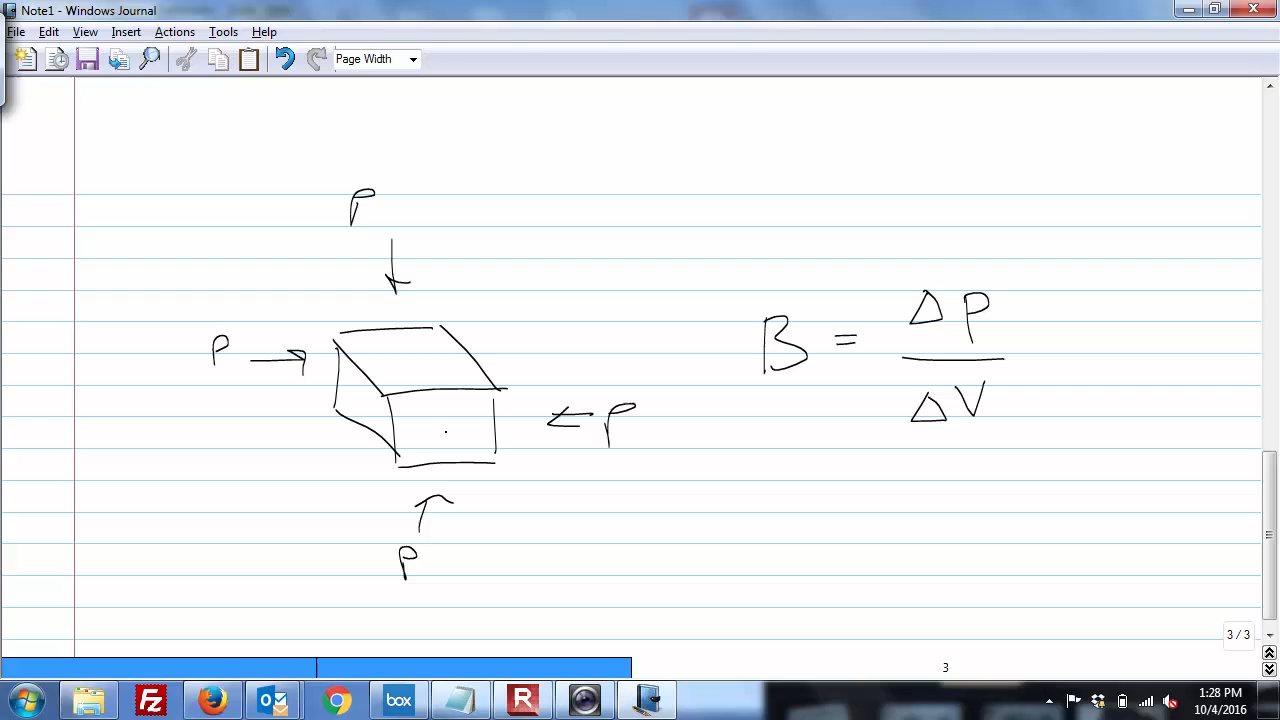 Note1 - Windows Journal
File Edit View Insert Actions Tools Help
Page Width
P
P
P
P
B = ΔP / ΔV
3 / 3
3
box
R
1:28 PM
10/4/2016